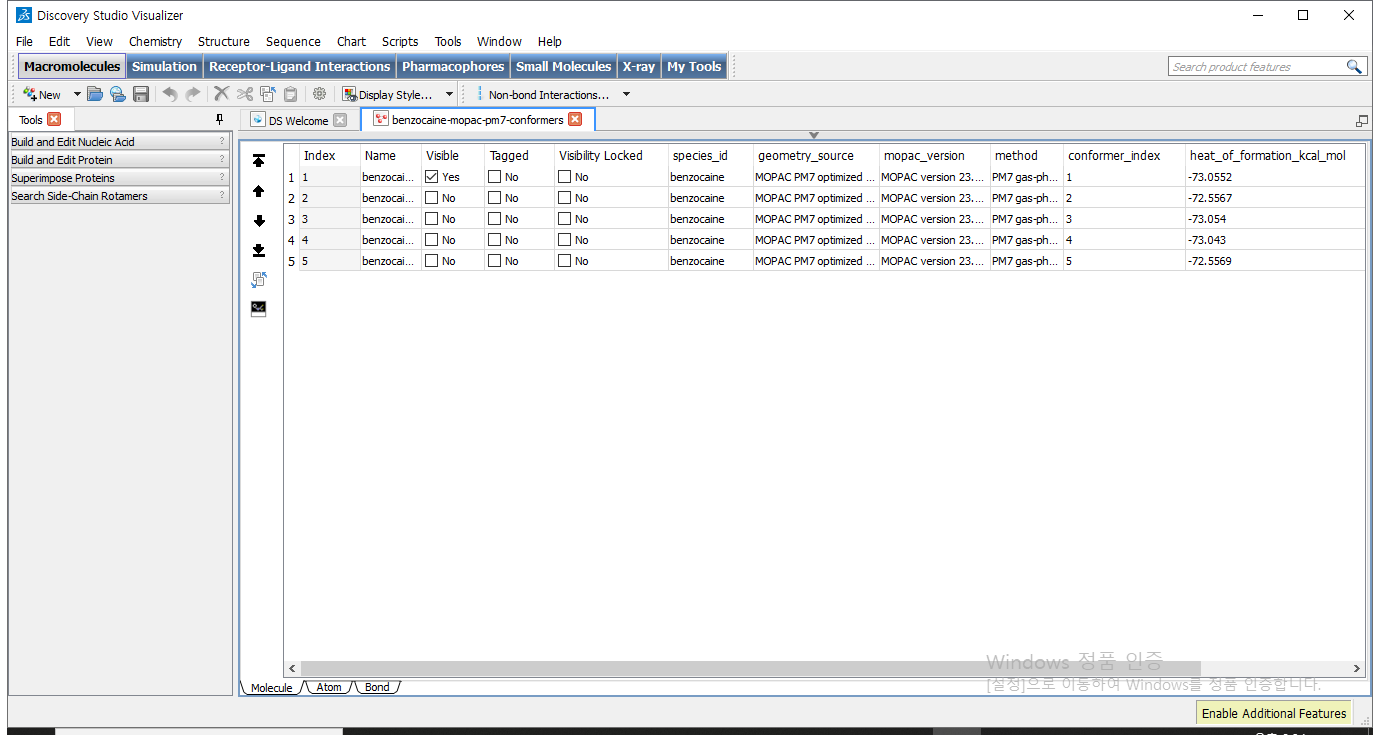 Discovery Studio Visualizer
File Edit View Chemistry Structure Sequence Chart Scripts Tools Window Help
Macromolecules Simulation Receptor-Ligand Interactions Pharmacophores Small Molecules X-ray My Tools
Search product features
New Display Style... Non-bond Interactions...
Tools DS Welcome benzocaine-mopac-pm7-conformers
Build and Edit Nucleic Acid ?
Build and Edit Protein ?
Superimpose Proteins ?
Search Side-Chain Rotamers ?
Index Name Visible Tagged Visibility Locked species_id geometry_source mopac_version method conformer_index heat_of_formation_kcal_mol
1 1 benzocai... Yes No No benzocaine MOPAC PM7 optimized ... MOPAC version 23.... PM7 gas-ph... 1 -73.0552
2 2 benzocai... No No No benzocaine MOPAC PM7 optimized ... MOPAC version 23.... PM7 gas-ph... 2 -72.5567
3 3 benzocai... No No No benzocaine MOPAC PM7 optimized ... MOPAC version 23.... PM7 gas-ph... 3 -73.054
4 4 benzocai... No No No benzocaine MOPAC PM7 optimized ... MOPAC version 23.... PM7 gas-ph... 4 -73.043
5 5 benzocai... No No No benzocaine MOPAC PM7 optimized ... MOPAC version 23.... PM7 gas-ph... 5 -72.5569
Windows 정품 인증
[설정]으로 이동하여 Windows를 정품 인증합니다.
Molecule Atom Bond
Enable Additional Features